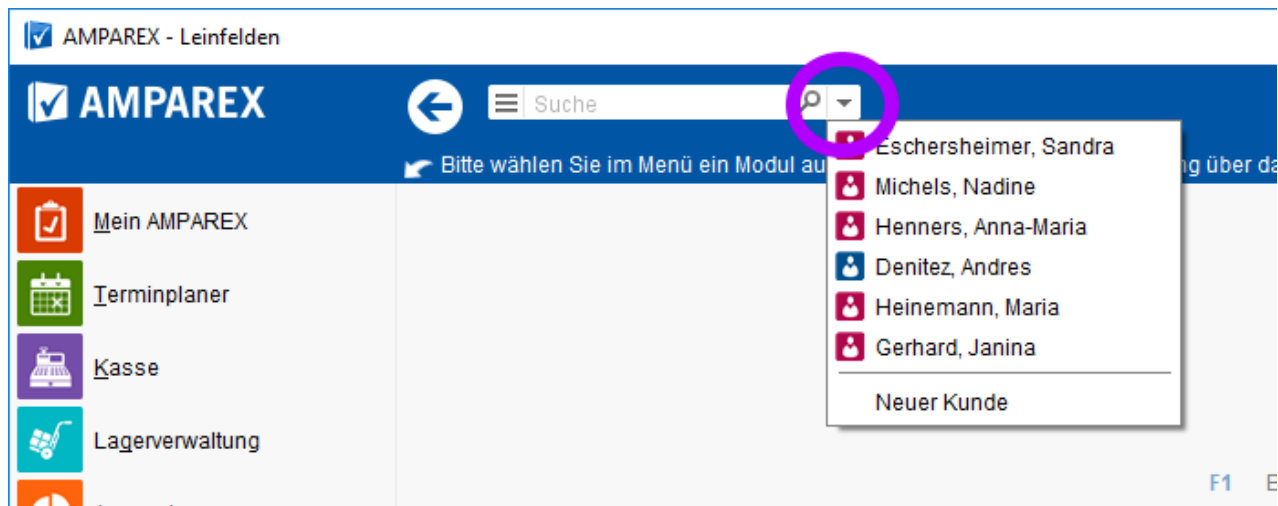 AMPAREX - Leinfelden
AMPAREX
Suche
Bitte wählen Sie im Menü ein Modul au
ng über da
Eschersheimer, Sandra
Michels, Nadine
Henners, Anna-Maria
Denitez, Andres
Heinemann, Maria
Gerhard, Janina
Neuer Kunde
Mein AMPAREX
Terminplaner
Kasse
Lagerverwaltung
F1 E